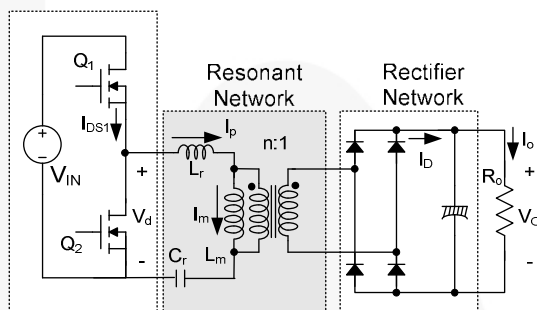 Q1
IDS1
VIN
+
Vd
-
Q2
Resonant
Network
Ip
Lr
n:1
Im
Lm
Cr
Rectifier
Network
ID
Io
Ro
+
VO
-